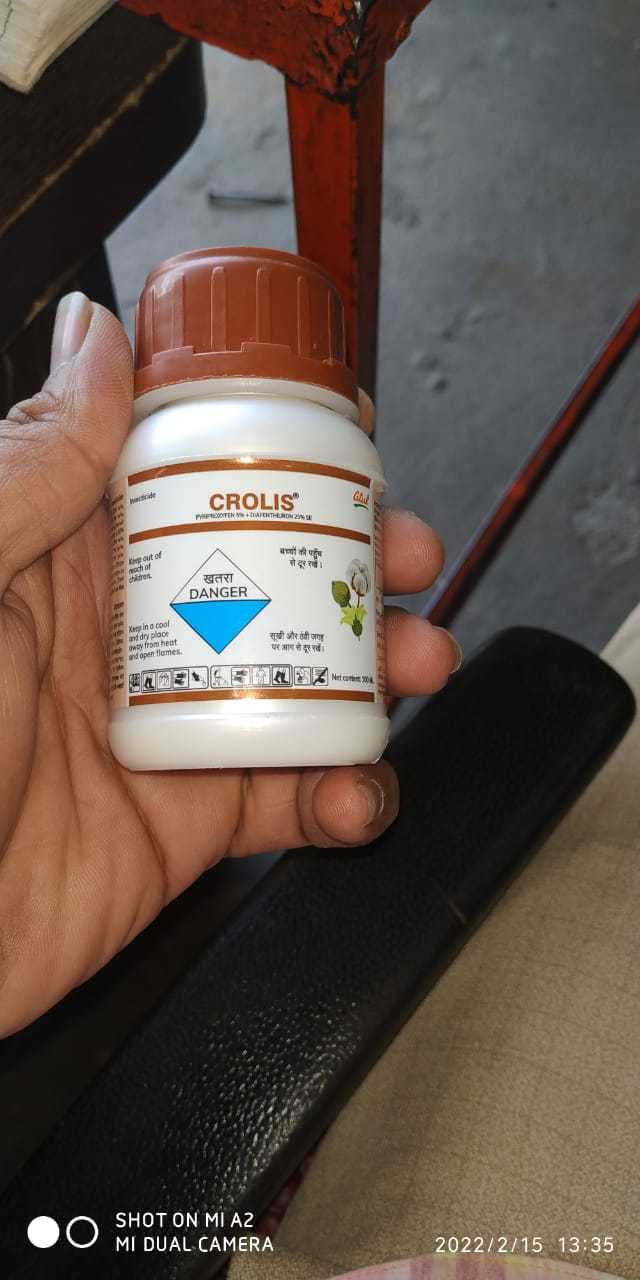 Insecticide
CROLIS®
Atul
PYRIPROXYFEN 5% + DIAFENTHIURON 25% SE
Keep out of
reach of
children.
खतरा
DANGER
बच्चों की पहुँच
से दूर रखें।
Keep in a cool
and dry place
away from heat
and open flames.
सूखी और ठंडी जगह
पर आग से दूर रखें।
Net content:
SHOT ON MI A2
MI DUAL CAMERA
2022/2/15 13:35